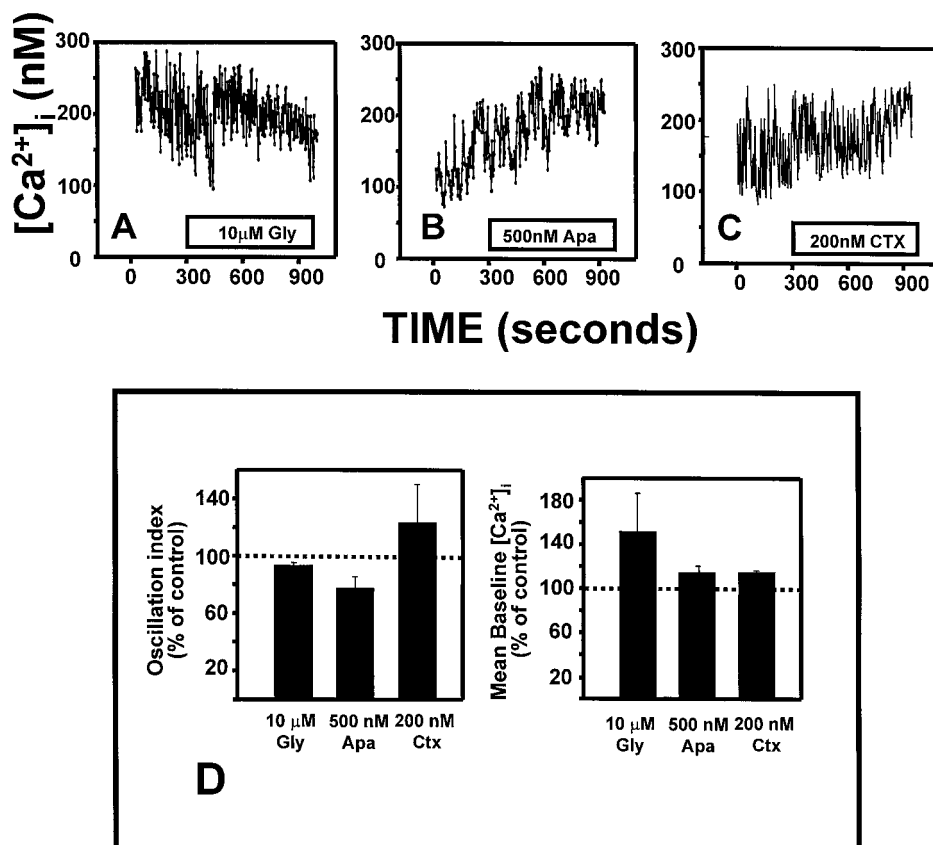 [Ca²⁺]ᵢ (nM)
300
200
100
0
A
10μM Gly
0 300 600 900
300
200
100
0
B
500nM Apa
0 300 600 900
300
200
100
0
C
200nM CTX
0 300 600 900
TIME (seconds)
Oscillation index
(% of control)
140
100
60
20
10 μM
Gly
500 nM
Apa
200 nM
Ctx
Mean Baseline [Ca²⁺]ᵢ
(% of control)
180
140
100
60
20
10 μM
Gly
500 nM
Apa
200 nM
Ctx
D